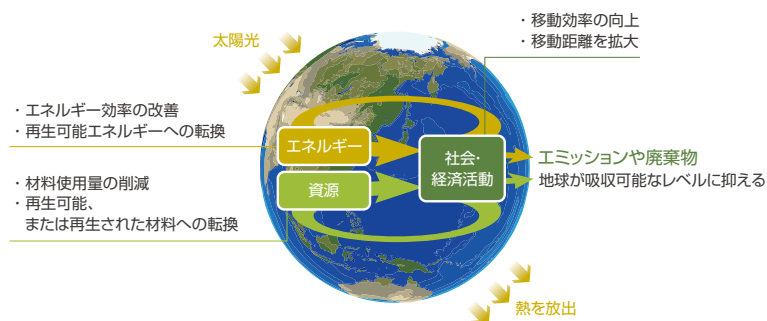 ・移動効率の向上
・移動距離を拡大
太陽光
・エネルギー効率の改善
・再生可能エネルギーへの転換
エネルギー
社会・
経済活動
エミッションや廃棄物
地球が吸収可能なレベルに抑える
・材料使用量の削減
・再生可能、
または再生された材料への転換
資源
熱を放出